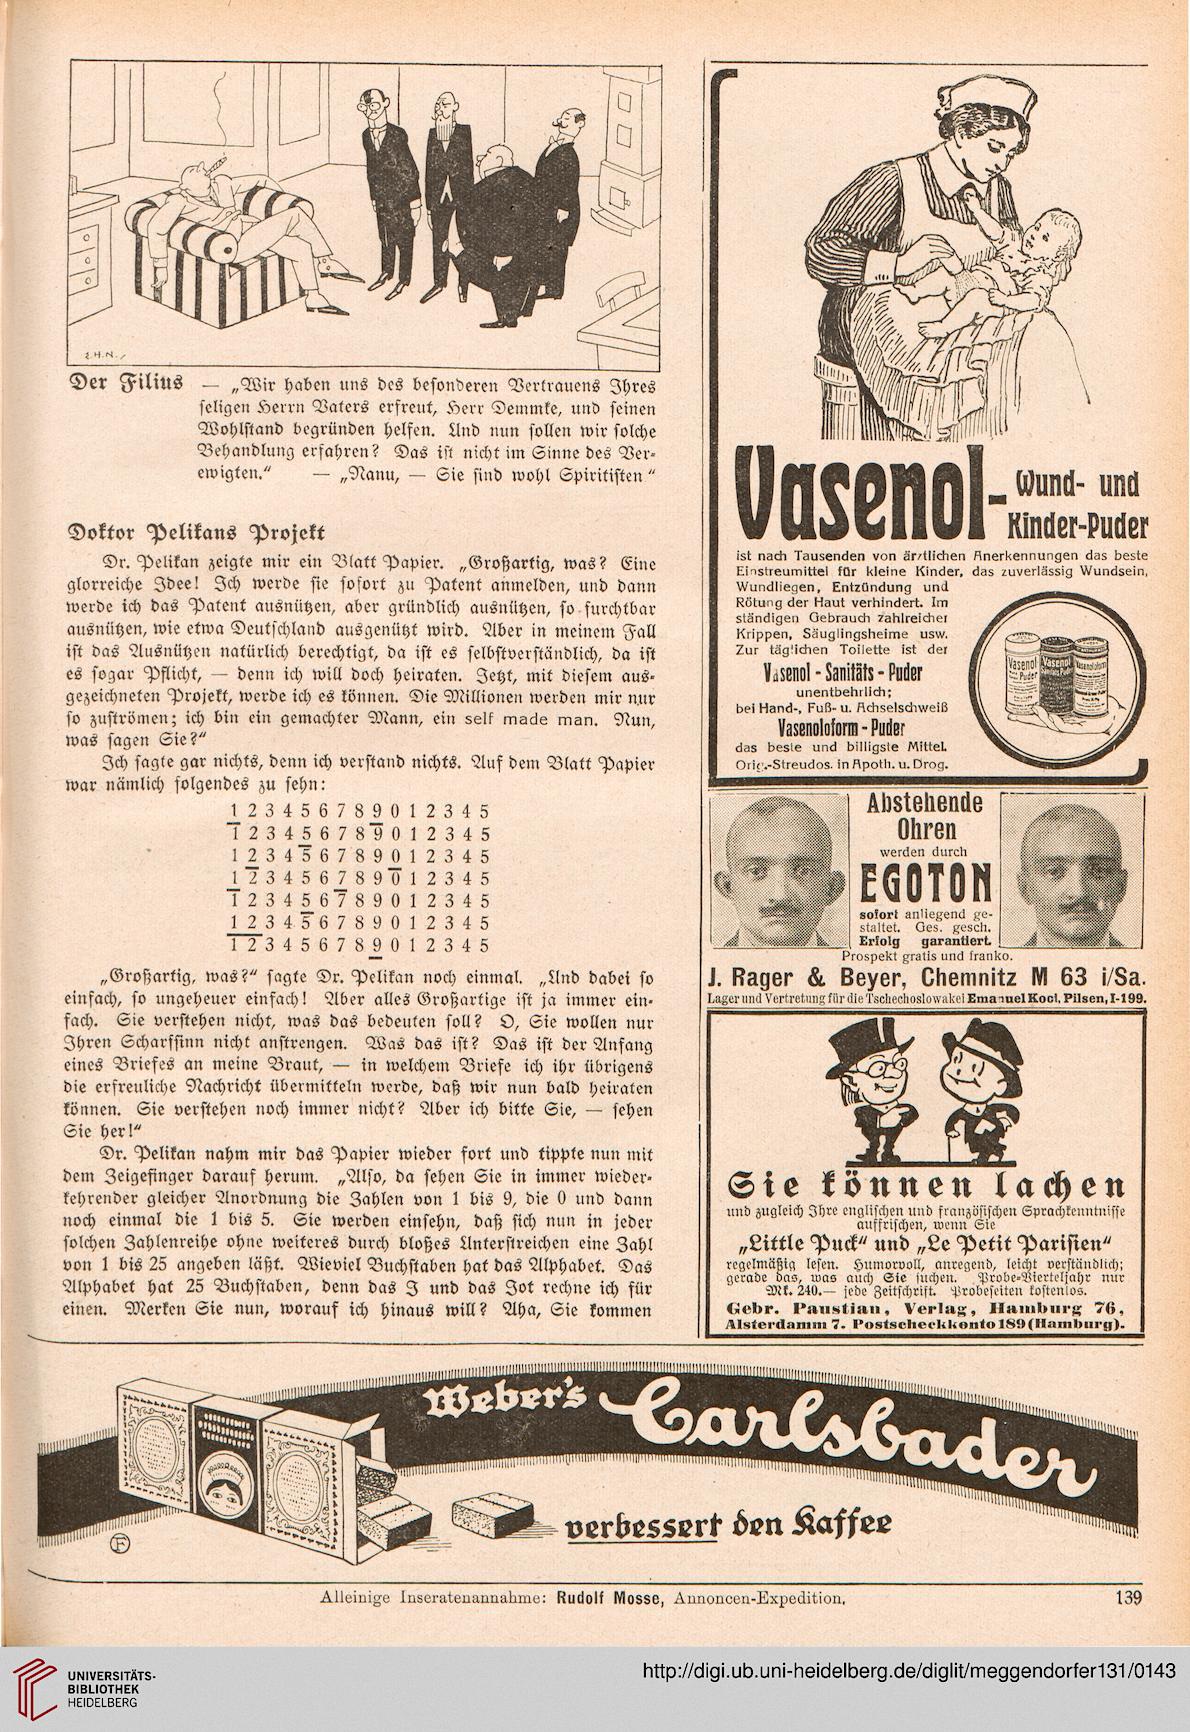 E.H.N.
Der Filius — „Wir haben uns des besonderen Vertrauens Ihres
seligen Herrn Vaters erfreut, Herr Demmke, und seinen
Wohlstand begründen helfen. Und nun sollen wir solche
Behandlung erfahren? Das ist nicht im Sinne des Ver-
ewigten.“ — „Nanu, — Sie sind wohl Spiritisten“
Doktor Pelikans Projekt
Dr. Pelikan zeigte mir ein Blatt Papier. „Großartig, was? Eine
glorreiche Idee! Ich werde sie sofort zu Patent anmelden, und dann
werde ich das Patent ausnützen, aber gründlich ausnützen, so furchtbar
ausnützen, wie etwa Deutschland ausgenützt wird. Aber in meinem Fall
ist das Ausnützen natürlich berechtigt, da ist es selbstverständlich, da ist
es sogar Pflicht, — denn ich will doch heiraten. Jetzt, mit diesem aus-
gezeichneten Projekt, werde ich es können. Die Millionen werden mir nur
so zuströmen; ich bin ein gemachter Mann, ein self made man. Nun,
was sagen Sie?“
Ich sagte gar nichts, denn ich verstand nichts. Auf dem Blatt Papier
war nämlich folgendes zu sehn:
1 2 3 4 5 6 7 8 9 0 1 2 3 4 5
1 2 3 4 5 6 7 8 9 0 1 2 3 4 5
1 2 3 4 5 6 7 8 9 0 1 2 3 4 5
1 2 3 4 5 6 7 8 9 0 1 2 3 4 5
1 2 3 4 5 6 7 8 9 0 1 2 3 4 5
1 2 3 4 5 6 7 8 9 0 1 2 3 4 5
1 2 3 4 5 6 7 8 9 0 1 2 3 4 5
„Großartig, was?“ sagte Dr. Pelikan noch einmal. „Und dabei so
einfach, so ungeheuer einfach! Aber alles Großartige ist ja immer ein-
fach. Sie verstehen nicht, was das bedeuten soll? O, Sie wollen nur
Ihren Scharfsinn nicht anstrengen. Was das ist? Das ist der Anfang
eines Briefes an meine Braut, — in welchem Briefe ich ihr übrigens
die erfreuliche Nachricht übermitteln werde, daß wir nun bald heiraten
können. Sie verstehen noch immer nicht? Aber ich bitte Sie, — sehen
Sie her!“
Dr. Pelikan nahm mir das Papier wieder fort und tippte nun mit
dem Zeigefinger darauf herum. „Also, da sehen Sie in immer wieder-
kehrender gleicher Anordnung die Zahlen von 1 bis 9, die 0 und dann
noch einmal die 1 bis 5. Sie werden einsehn, daß sich nun in jeder
solchen Zahlenreihe ohne weiteres durch bloßes Unterstreichen eine Zahl
von 1 bis 25 angeben läßt. Wieviel Buchstaben hat das Alphabet. Das
Alphabet hat 25 Buchstaben, denn das I und das Jot rechne ich für
einen. Merken Sie nun, worauf ich hinaus will? Aha, Sie kommen
Vasenol- Wund- und
Kinder-Puder
ist nach Tausenden von ärztlichen Anerkennungen das beste
Einstreumittel für kleine Kinder, das zuverlässig Wundsein,
Wundliegen, Entzündung und
Rötung der Haut verhindert. Im
ständigen Gebrauch zahlreicher
Krippen, Säuglingsheime usw.
Zur täglichen Toilette ist der
Vasenol - Sanitäts - Puder
unentbehrlich;
bei Hand-, Fuß- u. Achselschweiß
Vasenoloform - Puder
das beste und billigste Mittel.
Orig.-Streudos. in Apoth. u. Drog.
Vasenol
Puder
Vasenol
Vasenoloform
Abstehende
Ohren
werden durch
EGOTON
sofort anliegend ge-
staltet. Ges. gesch.
Erfolg garantiert.
Prospekt gratis und franko.
J. Rager & Beyer, Chemnitz M 63 i/Sa.
Lager und Vertretung für die Tschechoslowakei Emanuel Kocl, Pilsen, I-199.
Sie können lachen
und zugleich Ihre englischen und französischen Sprachkenntnisse
auffrischen, wenn Sie
„Little Puck“ und „Le Petit Parisien“
regelmäßig lesen. Humorvoll, anregend, leicht verständlich;
gerade das, was auch Sie suchen. Probe-Vierteljahr nur
Mk. 240.— jede Zeitschrift. Probeseiten kostenlos.
Gebr. Paustian, Verlag, Hamburg 76,
Alsterdamm 7. Postscheckkonto 189 (Hamburg).
Weber's Carlsbader
verbessert den Kaffee
F
Alleinige Inseratenannahme: Rudolf Mosse, Annoncen-Expedition.
139
UNIVERSITÄTS-
BIBLIOTHEK
HEIDELBERG
http://digi.ub.uni-heidelberg.de/diglit/meggendorfer131/0143